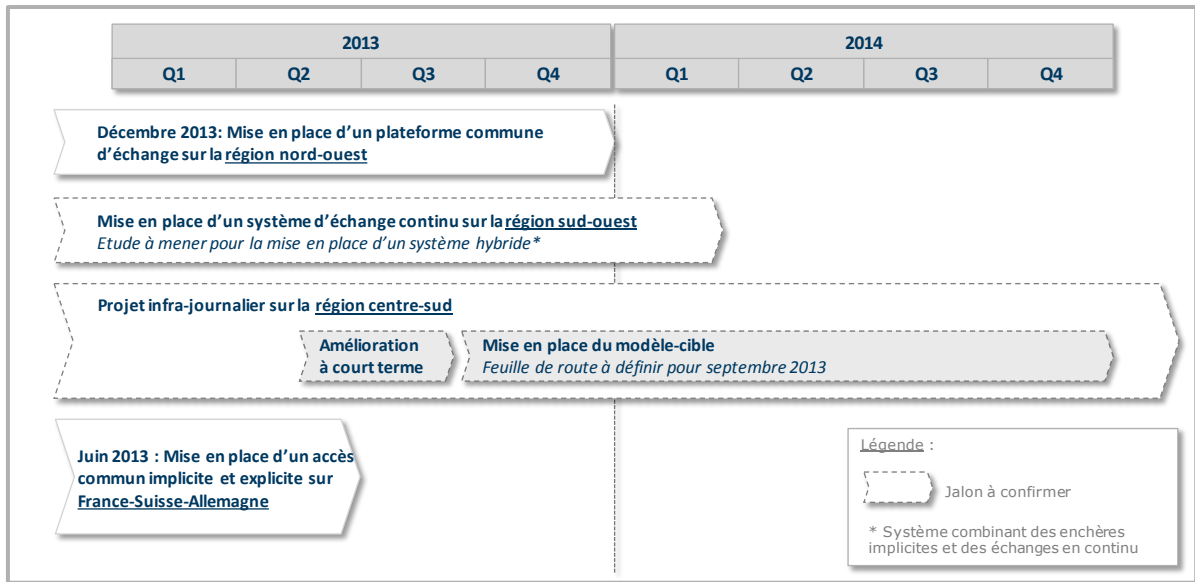 2013 2014
Q1 Q2 Q3 Q4 Q1 Q2 Q3 Q4
Décembre 2013: Mise en place d’un plateforme commune
d’échange sur la région nord-ouest
Mise en place d’un système d’échange continu sur la région sud-ouest
Etude à mener pour la mise en place d’un système hybride*
Projet infra-journalier sur la région centre-sud
Amélioration
à court terme
Mise en place du modèle-cible
Feuille de route à définir pour septembre 2013
Juin 2013 : Mise en place d’un accès
commun implicite et explicite sur
France-Suisse-Allemagne
Légende :
Jalon à confirmer
* Système combinant des enchères
implicites et des échanges en continu